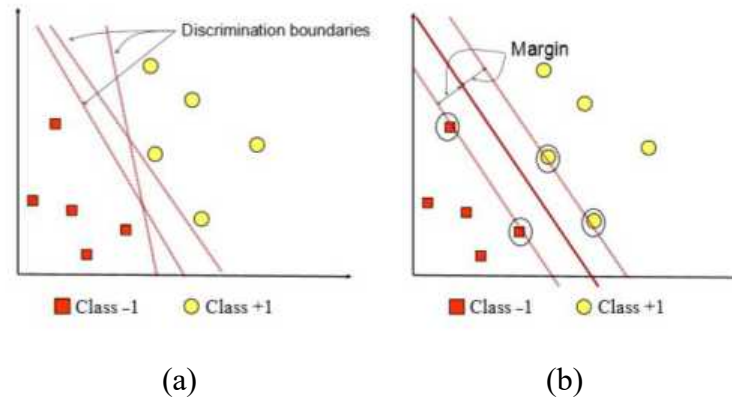 Discrimination boundaries
Class –1 Class +1
(a)
Margin
Class –1 Class +1
(b)